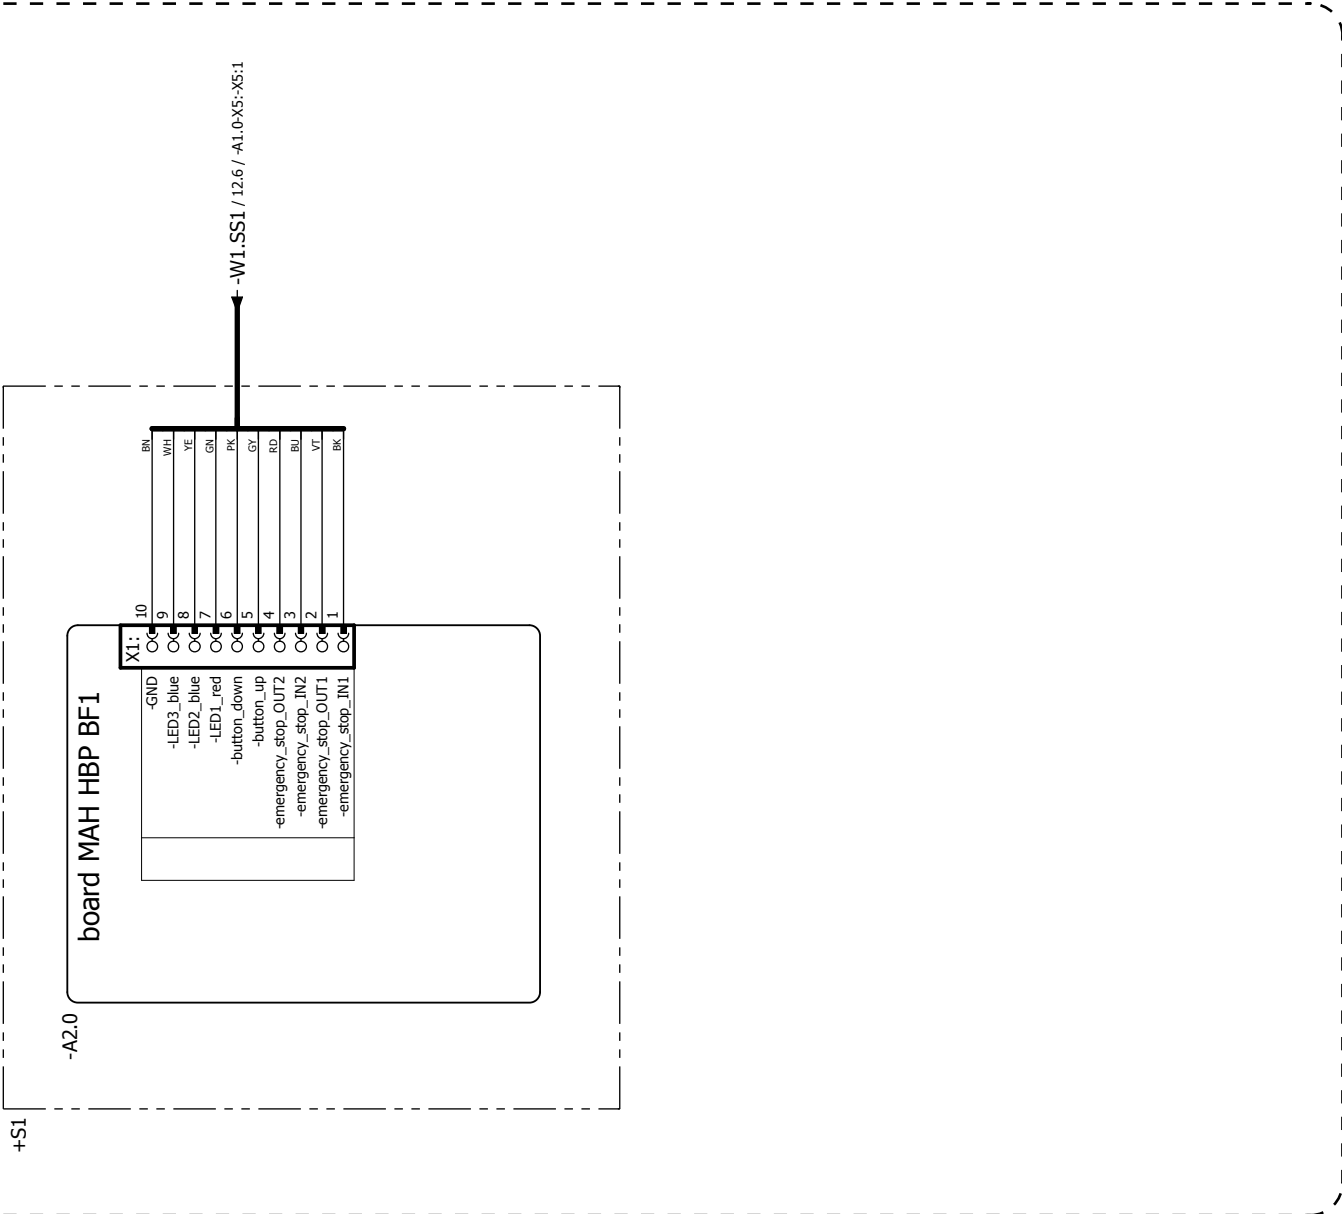 -W1.SS1 / 12.6 / -A1.0-X5:-X5:1
BN
WH
YE
GN
PK
GY
RD
BU
VT
BK
10
9
8
7
6
5
4
3
2
1
X1:
-GND
-LED3_blue
-LED2_blue
-LED1_red
-button_down
-button_up
-emergency_stop_OUT2
-emergency_stop_IN2
-emergency_stop_OUT1
-emergency_stop_IN1
board MAH HBP BF1
-A2.0
+S1